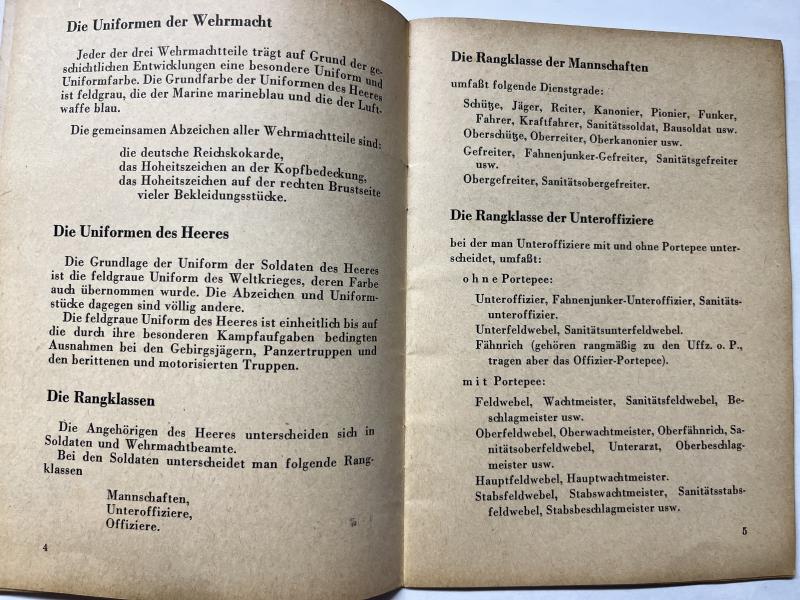 Die Uniformen der Wehrmacht
Jeder der drei Wehrmachtteile trägt auf Grund der ge-
schichtlichen Entwicklungen eine besondere Uniform und
Uniformfarbe. Die Grundfarbe der Uniformen des Heeres
ist feldgrau, die der Marine marineblau und die der Luft-
waffe blau.
Die gemeinsamen Abzeichen aller Wehrmachtteile sind:
die deutsche Reichskokarde,
das Hoheitszeichen an der Kopfbedeckung,
das Hoheitszeichen auf der rechten Brustseite
vieler Bekleidungsstücke.
Die Uniformen des Heeres
Die Grundlage der Uniform der Soldaten des Heeres
ist die feldgraue Uniform des Weltkrieges, deren Farbe
auch übernommen wurde. Die Abzeichen und Uniform-
stücke dagegen sind völlig andere.
Die feldgraue Uniform des Heeres ist einheitlich bis auf
die durch ihre besonderen Kampfaufgaben bedingten
Ausnahmen bei den Gebirgsjägern, Panzertruppen und
den berittenen und motorisierten Truppen.
Die Rangklassen
Die Angehörigen des Heeres unterscheiden sich in
Soldaten und Wehrmachtbeamte.
Bei den Soldaten unterscheidet man folgende Rang-
klassen
Mannschaften,
Unteroffiziere,
Offiziere.
4
Die Rangklasse der Mannschaften
umfaßt folgende Dienstgrade:
Schütze, Jäger, Reiter, Kanonier, Pionier, Funker,
Fahrer, Kraftfahrer, Sanitätssoldat, Bausoldat usw.
Oberschütze, Oberreiter, Oberkanonier usw.
Gefreiter, Fahnenjunker-Gefreiter, Sanitätsgefreiter
usw.
Obergefreiter, Sanitätsobergefreiter.
Die Rangklasse der Unteroffiziere
bei der man Unteroffiziere mit und ohne Portepee unter-
scheidet, umfaßt:
ohne Portepee:
Unteroffizier, Fahnenjunker-Unteroffizier, Sanitäts-
unteroffizier.
Unterfeldwebel, Sanitätsunterfeldwebel.
Fähnrich (gehören rangmäßig zu den Uffz. o. P.,
tragen aber das Offizier-Portepee).
mit Portepee:
Feldwebel, Wachtmeister, Sanitätsfeldwebel, Be-
schlagmeister usw.
Oberfeldwebel, Oberwachtmeister, Oberfähnrich, Sa-
nitätsoberfeldwebel, Unterarzt, Oberbeschlag-
meister usw.
Hauptfeldwebel, Hauptwachtmeister.
Stabsfeldwebel, Stabswachtmeister, Sanitätsstabs-
feldwebel, Stabsbeschlagmeister usw.
5